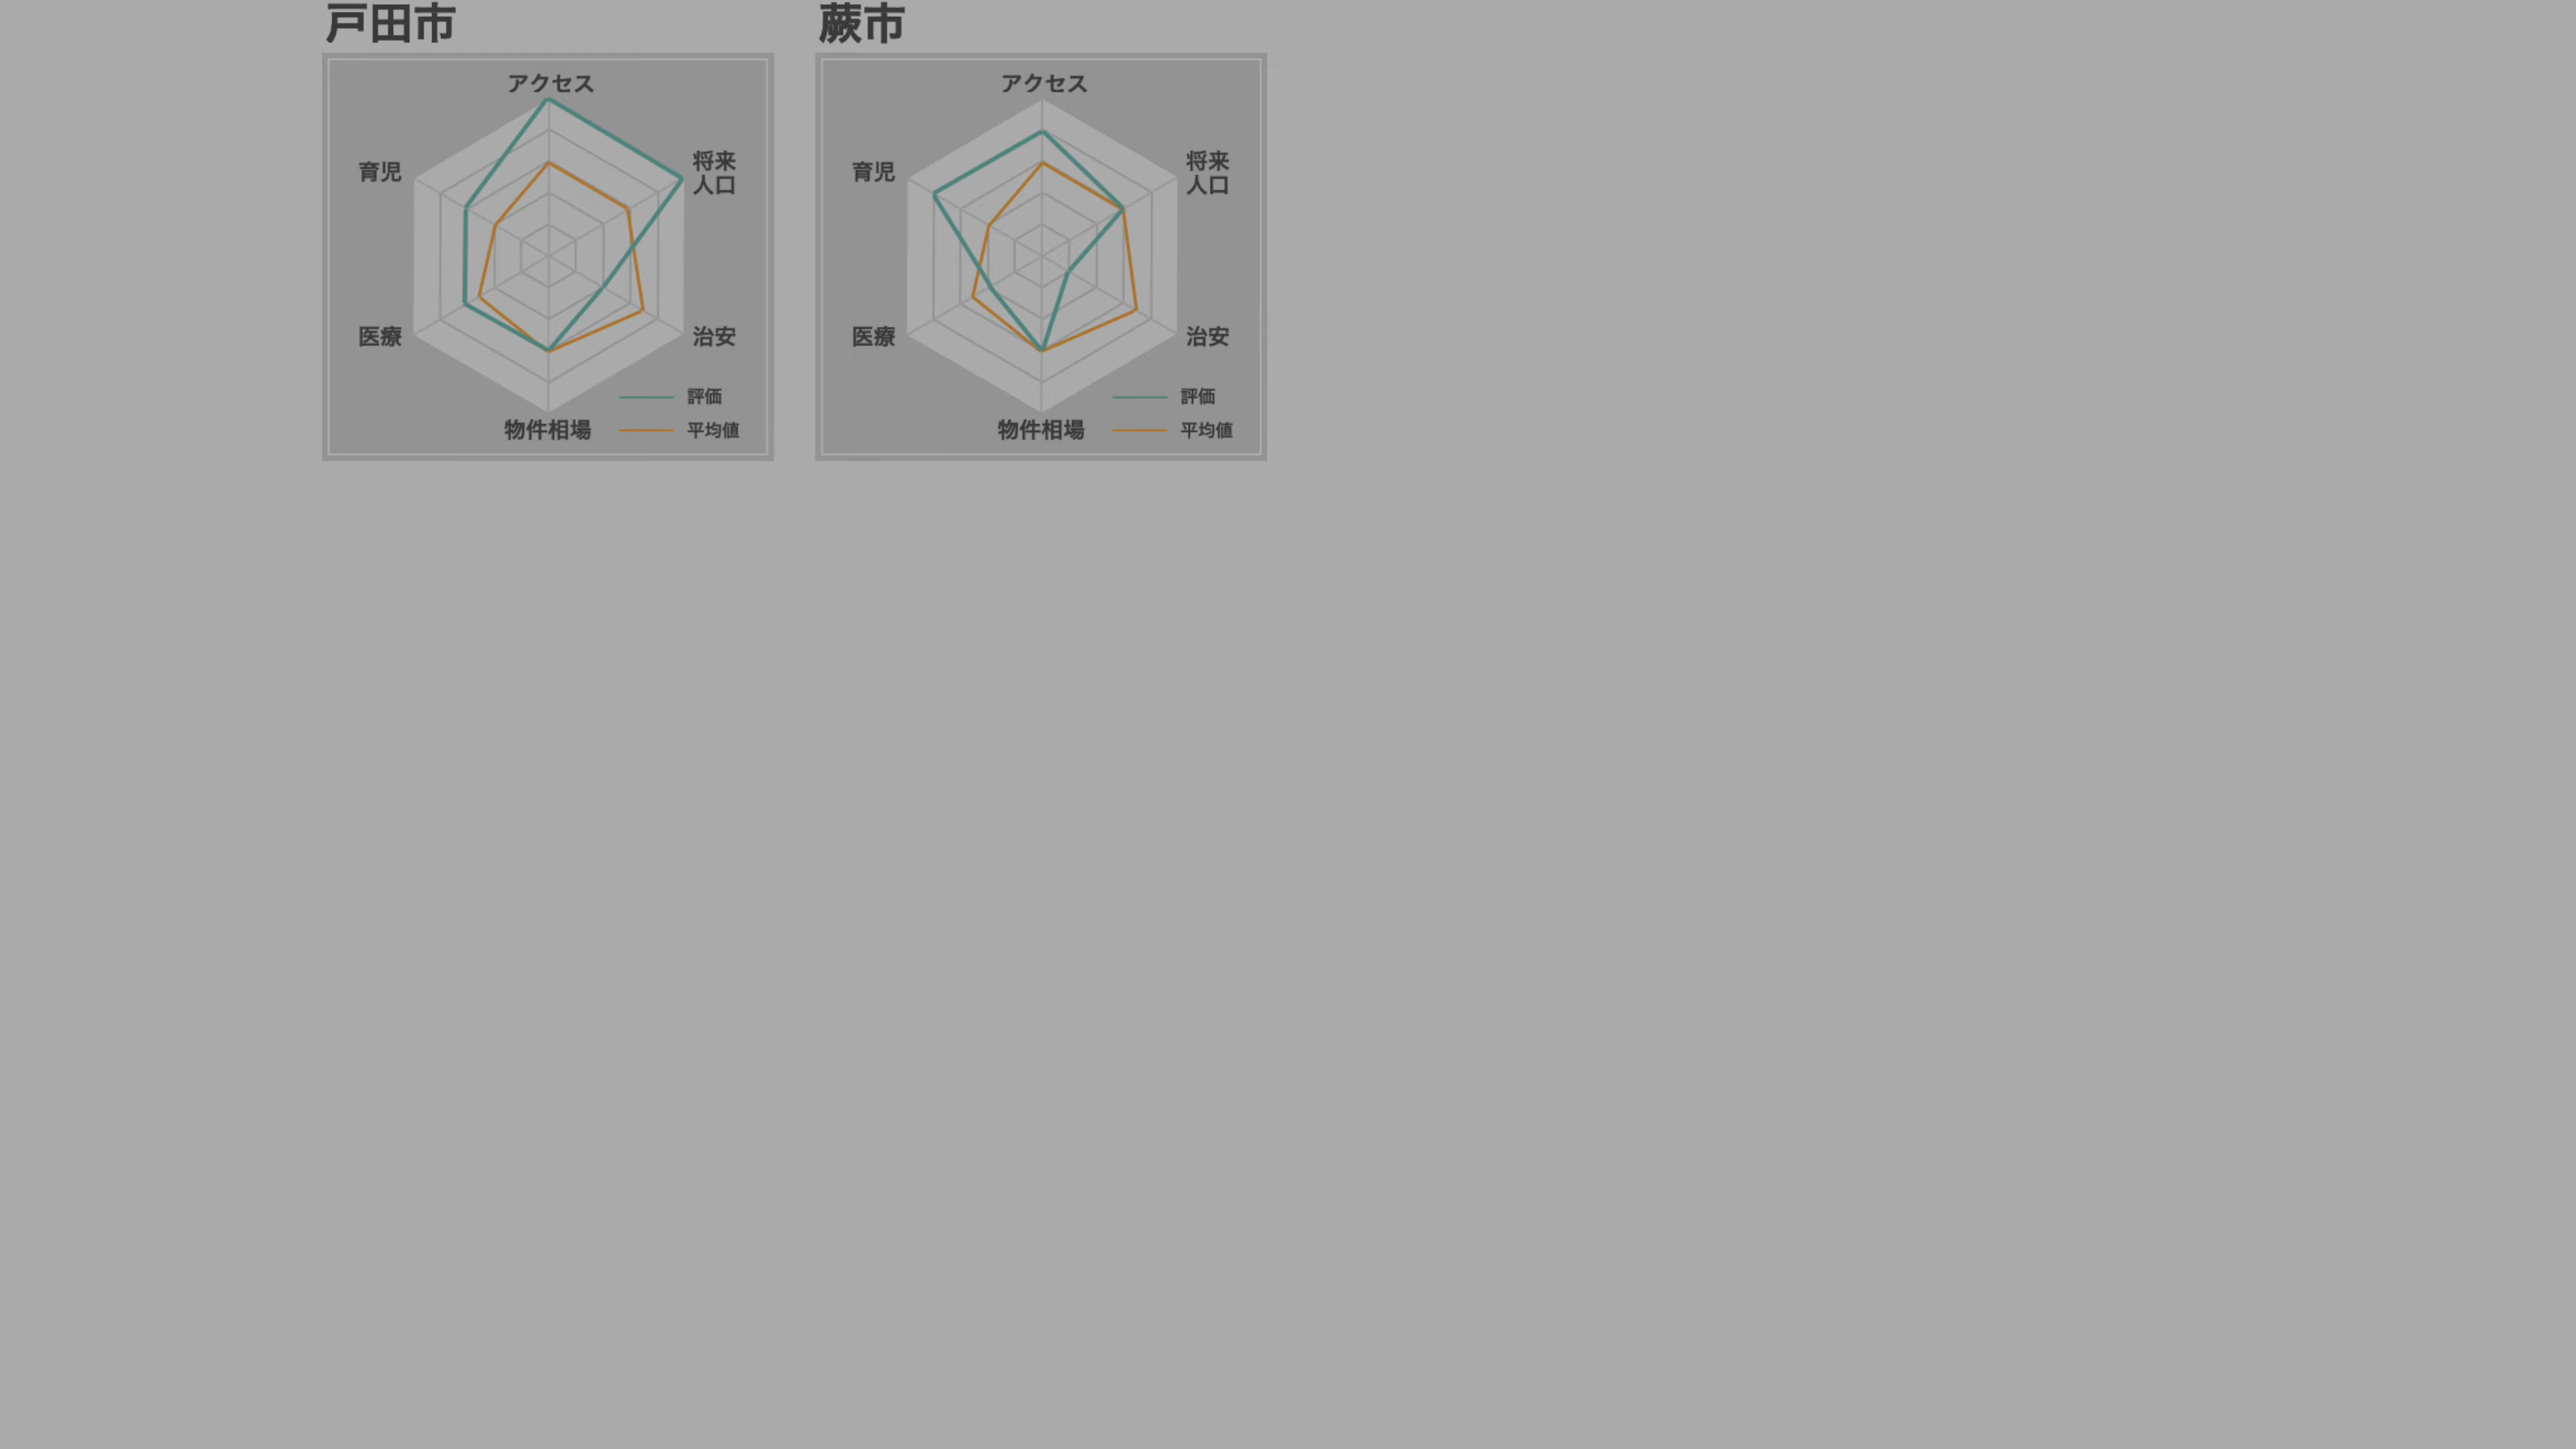 戸田市
アクセス
将来
人口
治安
物件相場
医療
育児
評価
平均値
蕨市
アクセス
将来
人口
治安
物件相場
医療
育児
評価
平均値